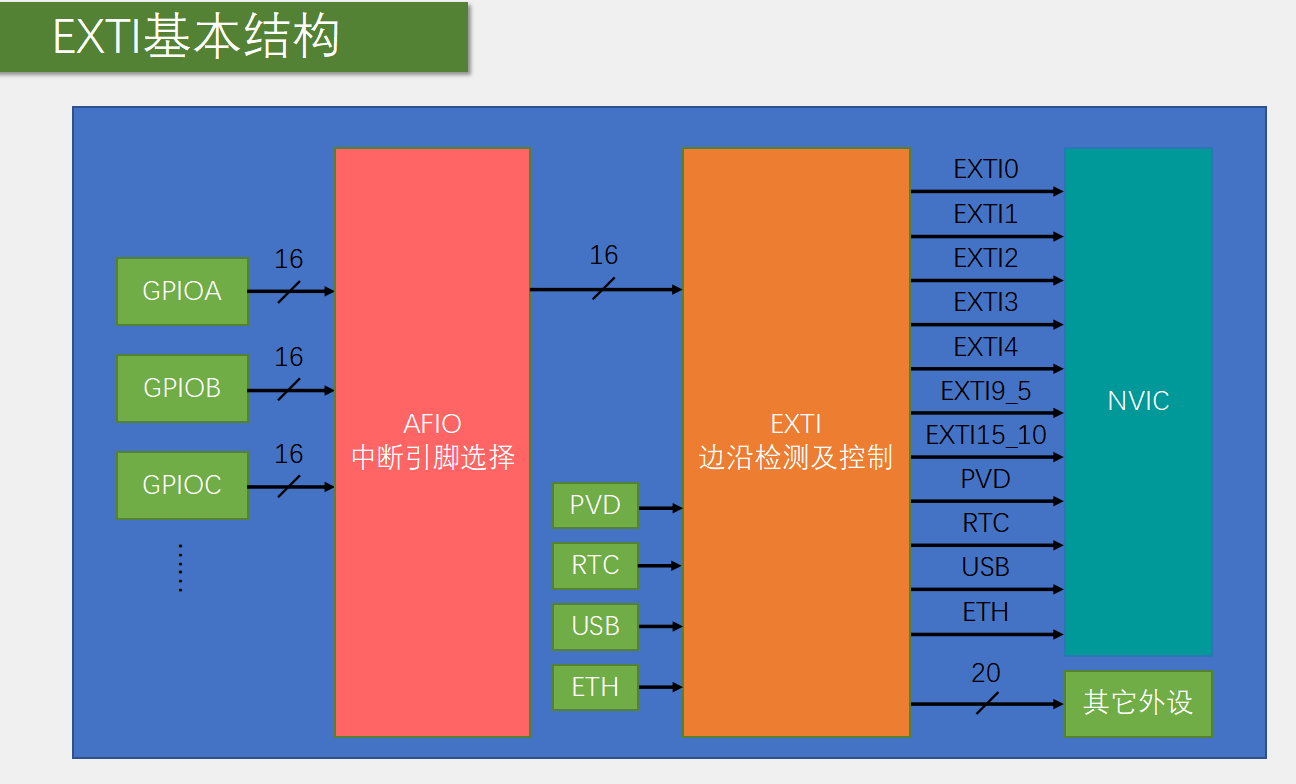 EXTI基本结构
16
GPIOA
16
GPIOB
16
GPIOC
AFIO
中断引脚选择
16
PVD
RTC
USB
ETH
EXTI
边沿检测及控制
EXTI0
EXTI1
EXTI2
EXTI3
EXTI4
EXTI9_5
EXTI15_10
PVD
RTC
USB
ETH
20
NVIC
其它外设